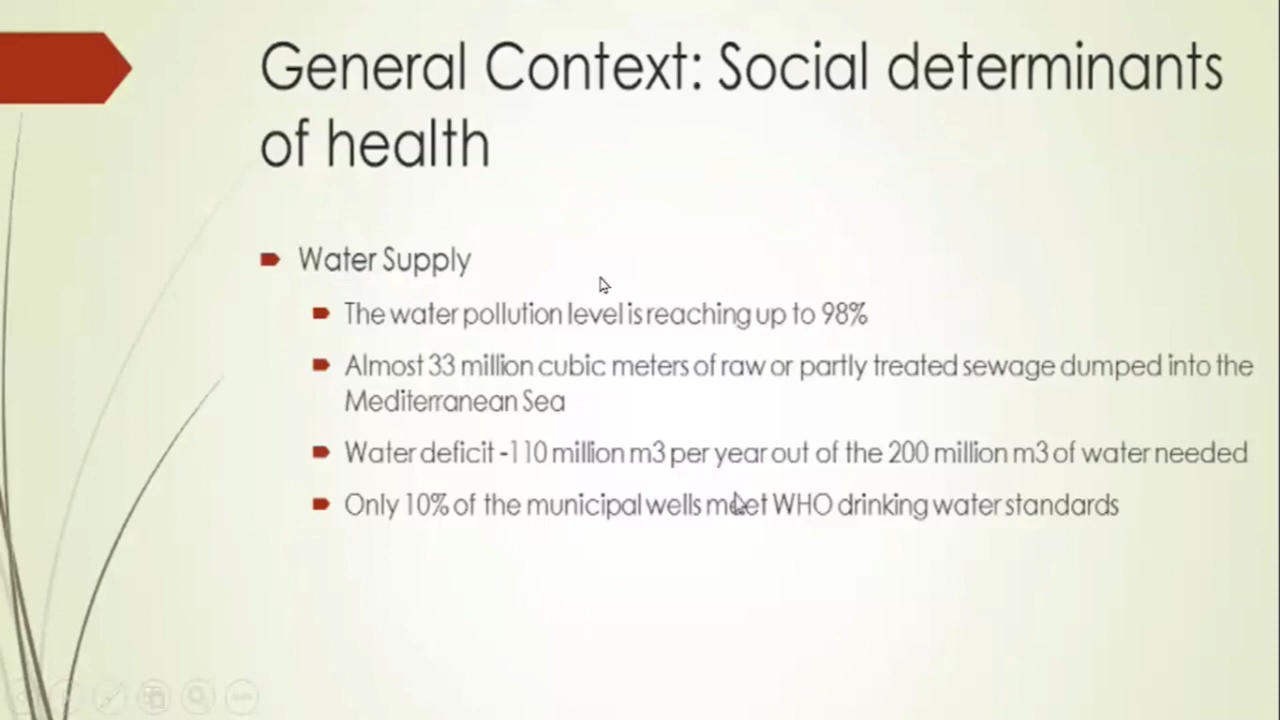 General Context: Social determinants
of health
Water Supply
The water pollution level is reaching up to 98%
Almost 33 million cubic meters of raw or partly treated sewage dumped into the
Mediterranean Sea
Water deficit -110 million m3 per year out of the 200 million m3 of water needed
Only 10% of the municipal wells meet WHO drinking water standards